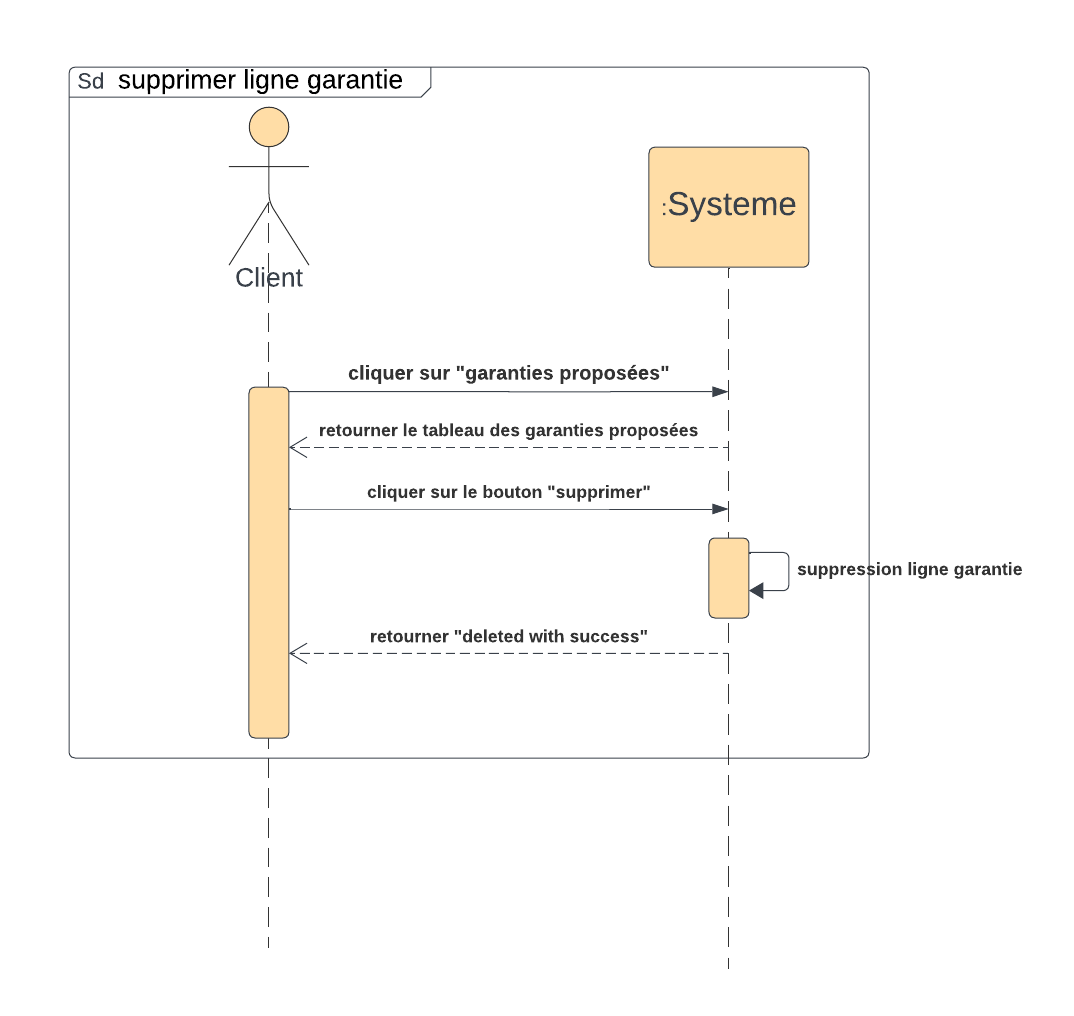 Sd supprimer ligne garantie
:Systeme
Client
cliquer sur "garanties proposées"
retourner le tableau des garanties proposées
cliquer sur le bouton "supprimer"
suppression ligne garantie
retourner "deleted with success"